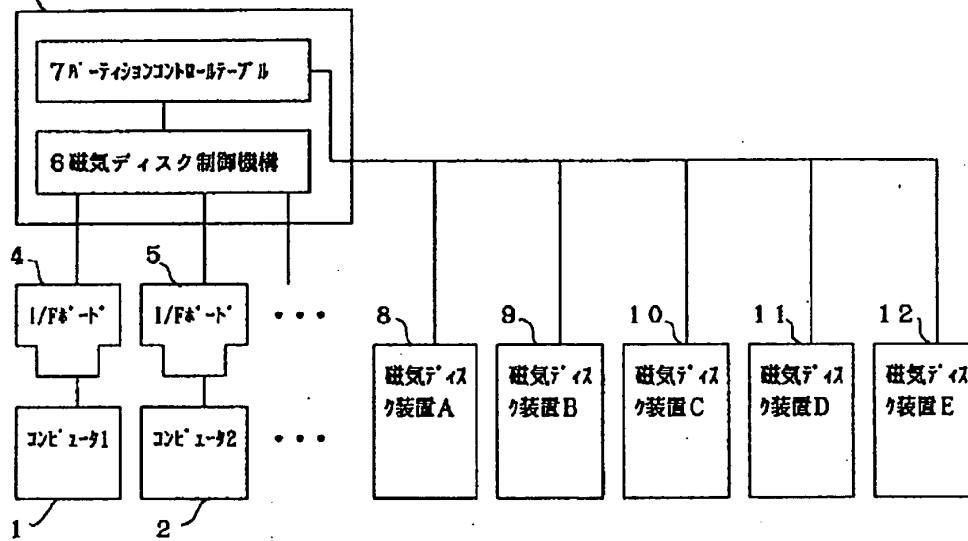 7パーティションコントロールテーブル
6磁気ディスク制御機構
4
5
I/Fボード
I/Fボード
・・・
8
9
10
11
12
磁気ディス
ク装置A
磁気ディス
ク装置B
磁気ディス
ク装置C
磁気ディス
ク装置D
磁気ディス
ク装置E
コンピュータ1
コンピュータ2
・・・
1
2